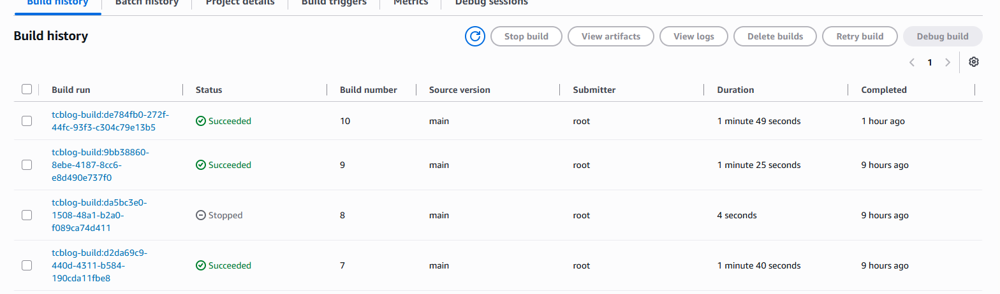 Build history
Batch history
Project details
Build triggers
Metrics
Debug sessions
Build history
Stop build
View artifacts
View logs
Delete builds
Retry build
Debug build
1
Build run
Status
Build number
Source version
Submitter
Duration
Completed
tcblog-build:de784fb0-272f-
44fc-93f3-c304c79e13b5
Succeeded
10
main
root
1 minute 49 seconds
1 hour ago
tcblog-build:9bb38860-
8ebe-4187-8cc6-
e8d490e737f0
Succeeded
9
main
root
1 minute 25 seconds
9 hours ago
tcblog-build:da5bc3e0-
1508-48a1-b2a0-
f089ca74d411
Stopped
8
main
root
4 seconds
9 hours ago
tcblog-build:d2da69c9-
440d-4311-b584-
190cda11fbe8
Succeeded
7
main
root
1 minute 40 seconds
9 hours ago